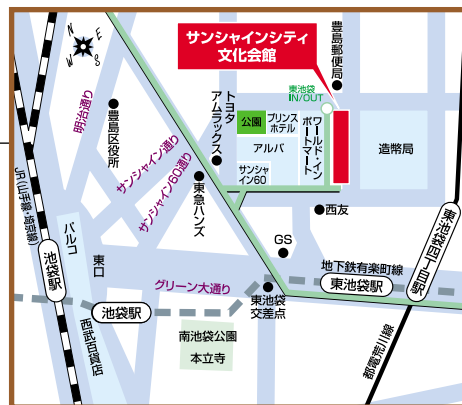 N
E
W
S
サンシャインシティ
文化会館
豊島郵便局
東池袋
IN/OUT
明治通り
豊島区役所
トヨタ
アムラックス
公園
プリンス
ホテル
アルパ
サンシャ
イン60
ワールド・イン
ポートマート
造幣局
サンシャイン通り
サンシャイン60通り
東急ハンズ
西友
GS
JR(山手線・埼京線)
パルコ
東口
池袋駅
グリーン大通り
地下鉄有楽町線
東池袋駅
東池袋四丁目駅
池袋駅
東池袋
交差点
西武百貨店
南池袋公園
本立寺
都電荒川線